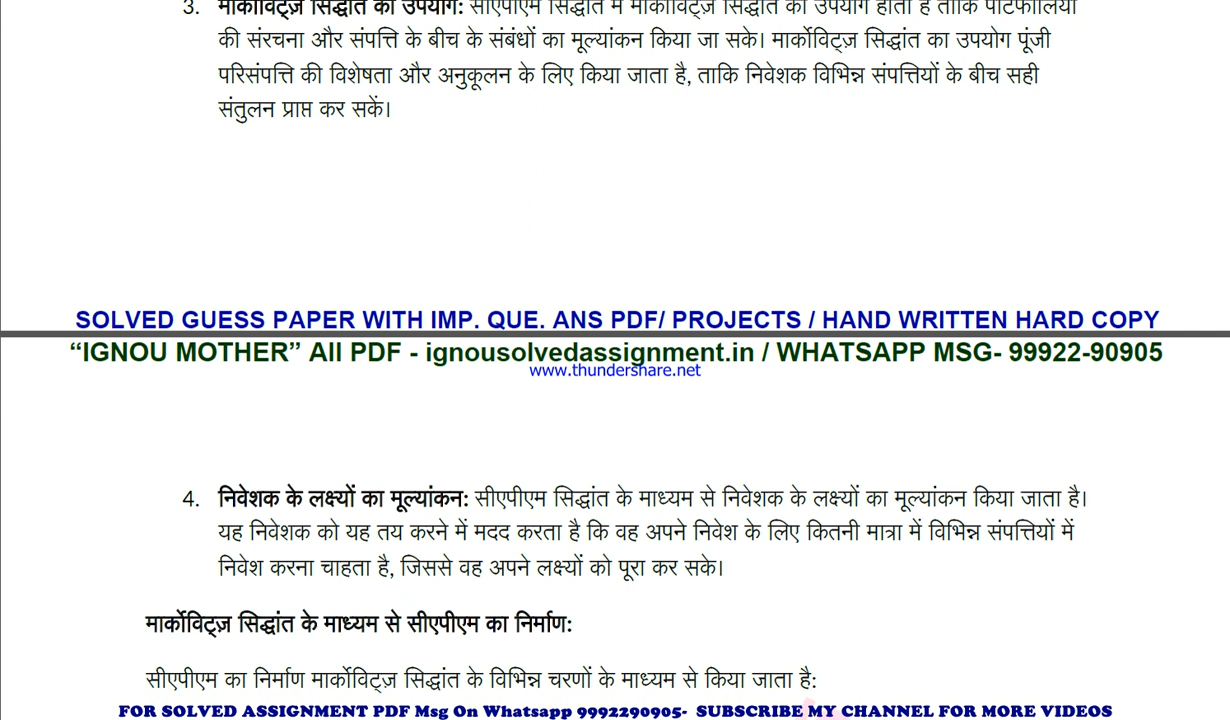 3. मार्कोविट्ज़ सिद्धांत का उपयोग: सीएपीएम सिद्धांत में मार्कोविट्ज़ सिद्धांत का उपयोग होता है ताकि पोर्टफोलियो
की संरचना और संपत्ति के बीच के संबंधों का मूल्यांकन किया जा सके। मार्कोविट्ज़ सिद्धांत का उपयोग पूंजी
परिसंपत्ति की विशेषता और अनुकूलन के लिए किया जाता है, ताकि निवेशक विभिन्न संपत्तियों के बीच सही
संतुलन प्राप्त कर सकें।
SOLVED GUESS PAPER WITH IMP. QUE. ANS PDF/ PROJECTS / HAND WRITTEN HARD COPY
“IGNOU MOTHER” All PDF - ignousolvedassignment.in / WHATSAPP MSG- 99922-90905
www.thundershare.net
4. निवेशक के लक्ष्यों का मूल्यांकन: सीएपीएम सिद्धांत के माध्यम से निवेशक के लक्ष्यों का मूल्यांकन किया जाता है।
यह निवेशक को यह तय करने में मदद करता है कि वह अपने निवेश के लिए कितनी मात्रा में विभिन्न संपत्तियों में
निवेश करना चाहता है, जिससे वह अपने लक्ष्यों को पूरा कर सके।
मार्कोविट्ज़ सिद्धांत के माध्यम से सीएपीएम का निर्माण:
सीएपीएम का निर्माण मार्कोविट्ज़ सिद्धांत के विभिन्न चरणों के माध्यम से किया जाता है:
FOR SOLVED ASSIGNMENT PDF Msg On Whatsapp 9992290905- SUBSCRIBE MY CHANNEL FOR MORE VIDEOS